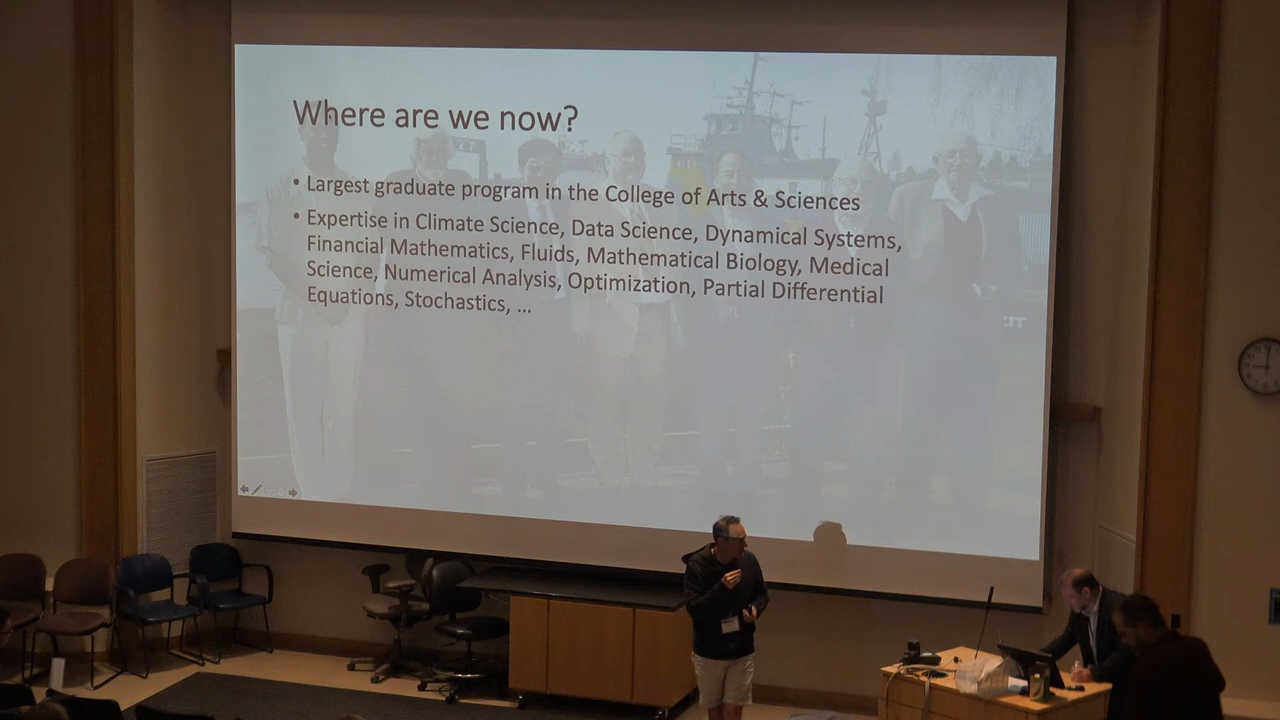 Where are we now?
• Largest graduate program in the College of Arts & Sciences
• Expertise in Climate Science, Data Science, Dynamical Systems,
Financial Mathematics, Fluids, Mathematical Biology, Medical
Science, Numerical Analysis, Optimization, Partial Differential
Equations, Stochastics, ...